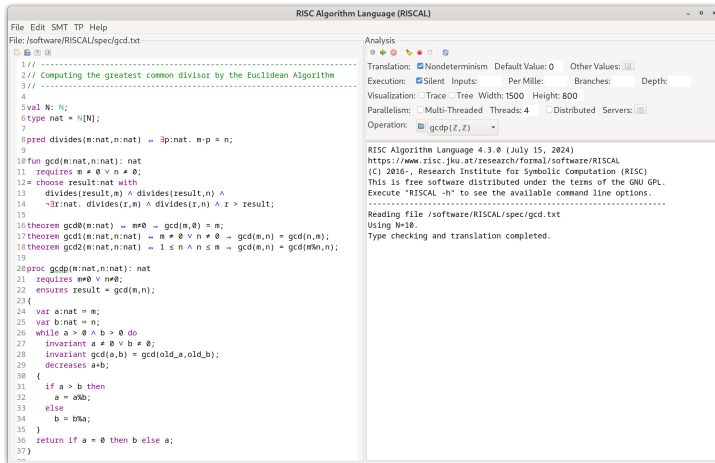 RISC Algorithm Language (RISCAL)
File Edit SMT TP Help
File: /software/RISCAL/spec/gcd.txt
1 // ----------------------------------------------------------------
2 // Computing the greatest common divisor by the Euclidean Algorithm
3 // ----------------------------------------------------------------
4
5 val N: ℕ;
6 type nat = ℕ[N];
7
8 pred divides(m:nat,n:nat) ⇔ ∃p:nat. m·p = n;
9
10 fun gcd(m:nat,n:nat): nat
11   requires m ≠ 0 ∨ n ≠ 0;
12 = choose result:nat with
13     divides(result,m) ∧ divides(result,n) ∧
14     ¬∃r:nat. divides(r,m) ∧ divides(r,n) ∧ r > result;
15
16 theorem gcd0(m:nat) ⇔ m≠0 ⇒ gcd(m,0) = m;
17 theorem gcd1(m:nat,n:nat) ⇔ m ≠ 0 ∨ n ≠ 0 ⇒ gcd(m,n) = gcd(n,m);
18 theorem gcd2(m:nat,n:nat) ⇔ 1 ≤ n ∧ n ≤ m ⇒ gcd(m,n) = gcd(m%n,n);
19
20 proc gcdp(m:nat,n:nat): nat
21   requires m≠0 ∨ n≠0;
22   ensures result = gcd(m,n);
23 {
24   var a:nat ≔ m;
25   var b:nat ≔ n;
26   while a > 0 ∧ b > 0 do
27     invariant a ≠ 0 ∨ b ≠ 0;
28     invariant gcd(a,b) = gcd(old_a,old_b);
29     decreases a+b;
30   {
31     if a > b then
32       a ≔ a%b;
33     else
34       b ≔ b%a;
35   }
36   return if a = 0 then b else a;
37 }
Analysis
Translation: Nondeterminism Default Value: 0 Other Values:
Execution: Silent Inputs: Per Mille: Branches: Depth:
Visualization: Trace Tree Width: 1500 Height: 800
Parallelism: Multi-Threaded Threads: 4 Distributed Servers:
Operation: gcdp(ℤ,ℤ)
RISC Algorithm Language 4.3.0 (July 15, 2024)
https://www.risc.jku.at/research/formal/software/RISCAL
(C) 2016-, Research Institute for Symbolic Computation (RISC)
This is free software distributed under the terms of the GNU GPL.
Execute "RISCAL -h" to see the available command line options.
-----------------------------------------------------------------
Reading file /software/RISCAL/spec/gcd.txt
Using N=10.
Type checking and translation completed.